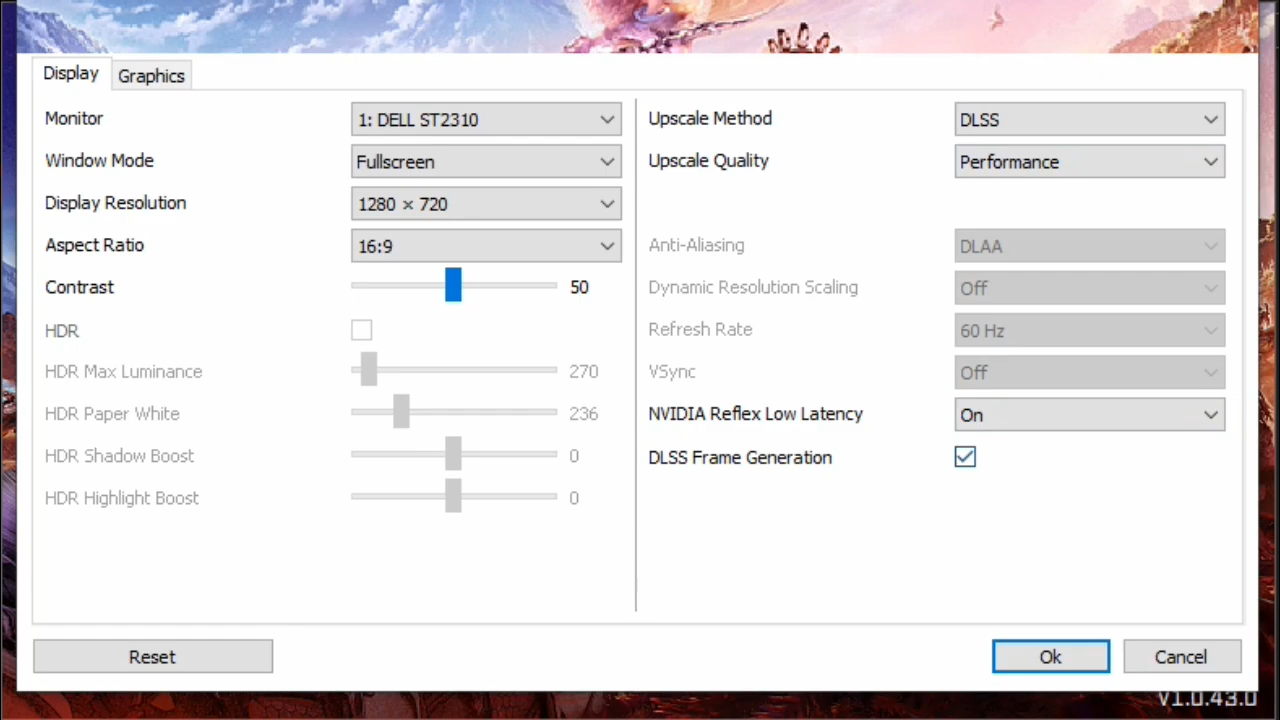 Display Graphics
Monitor 1: DELL ST2310
Window Mode Fullscreen
Display Resolution 1280 × 720
Aspect Ratio 16:9
Contrast 50
HDR
HDR Max Luminance 270
HDR Paper White 236
HDR Shadow Boost 0
HDR Highlight Boost 0
Upscale Method DLSS
Upscale Quality Performance
Anti-Aliasing DLAA
Dynamic Resolution Scaling Off
Refresh Rate 60 Hz
VSync Off
NVIDIA Reflex Low Latency On
DLSS Frame Generation
Reset Ok Cancel
v1.0.43.0